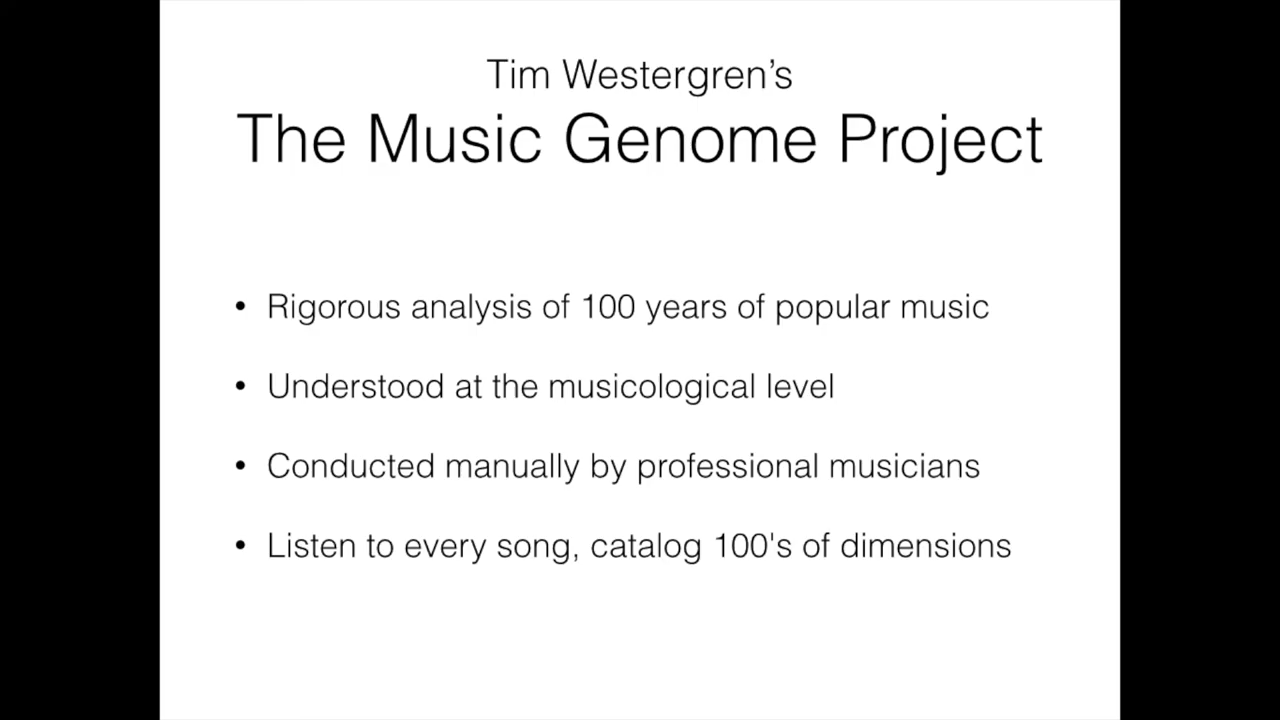 Tim Westergren’s
The Music Genome Project
• Rigorous analysis of 100 years of popular music
• Understood at the musicological level
• Conducted manually by professional musicians
• Listen to every song, catalog 100's of dimensions